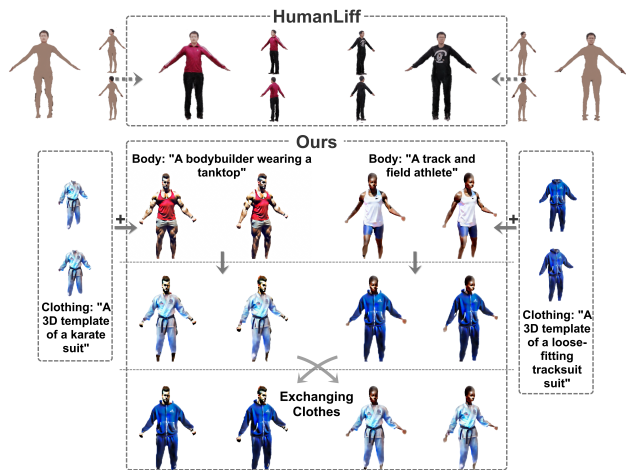 HumanLiff
Ours
Body: "A bodybuilder wearing a
tanktop"
Body: "A track and
field athlete"
+
+
Clothing: "A
3D template
of a karate
suit"
Clothing: "A
3D template
of a loose-
fitting
tracksuit
suit"
Exchanging
Clothes